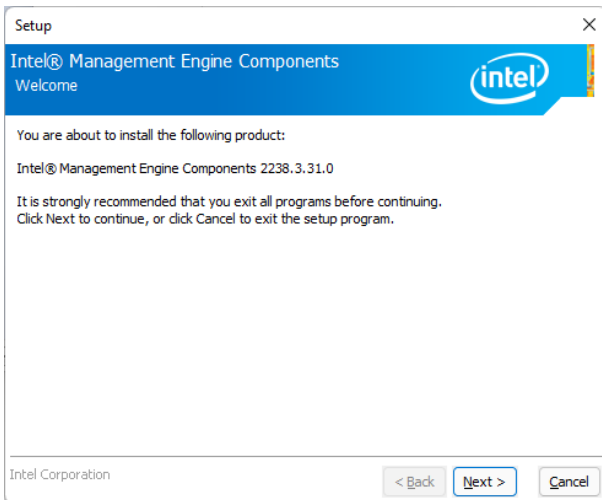 Setup
Intel® Management Engine Components
Welcome
intel
You are about to install the following product:
Intel® Management Engine Components 2238.3.31.0
It is strongly recommended that you exit all programs before continuing.
Click Next to continue, or click Cancel to exit the setup program.
Intel Corporation
< Back Next > Cancel